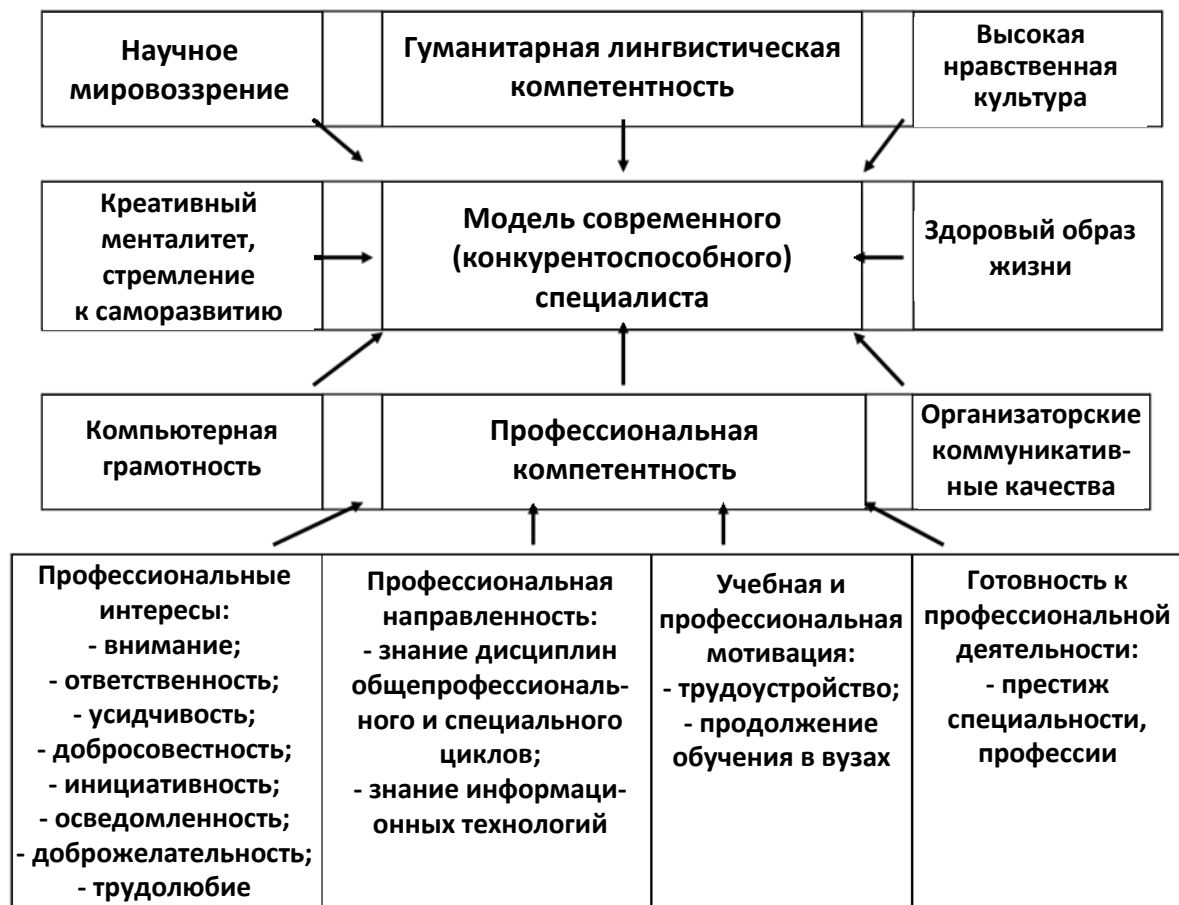 Научное
мировоззрение
Гуманитарная лингвистическая
компетентность
Высокая
нравственная
культура
Креативный
менталитет,
стремление
к саморазвитию
Модель современного
(конкурентоспособного)
специалиста
Здоровый образ
жизни
Компьютерная
грамотность
Профессиональная
компетентность
Организаторские
коммуникатив-
ные качества
Профессиональные
интересы:
- внимание;
- ответственность;
- усидчивость;
- добросовестность;
- инициативность;
- осведомленность;
- доброжелательность;
- трудолюбие
Профессиональная
направленность:
- знание дисциплин
общепрофессиональ-
ного и специального
циклов;
- знание информаци-
онных технологий
Учебная и
профессиональная
мотивация:
- трудоустройство;
- продолжение
обучения в вузах
Готовность к
профессиональной
деятельности:
- престиж
специальности,
профессии